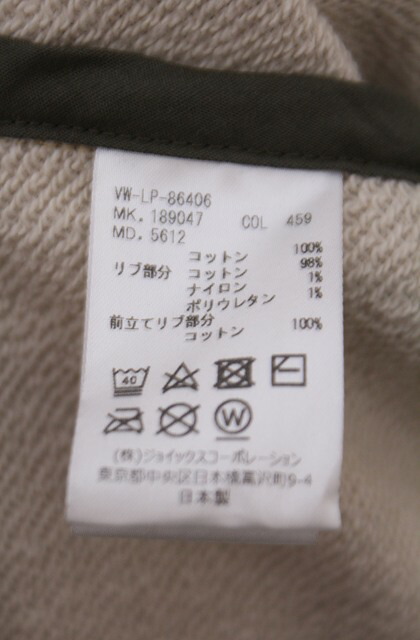 VW-LP-86406
MK. 189047 COL 459
MD. 5612
コットン 100%
リブ部分 コットン 98%
ナイロン 1%
ポリウレタン 1%
前立てリブ部分
コットン 100%
40
W
(株)ジョイックスコーポレーション
東京都中央区日本橋富沢町9-4
日本製